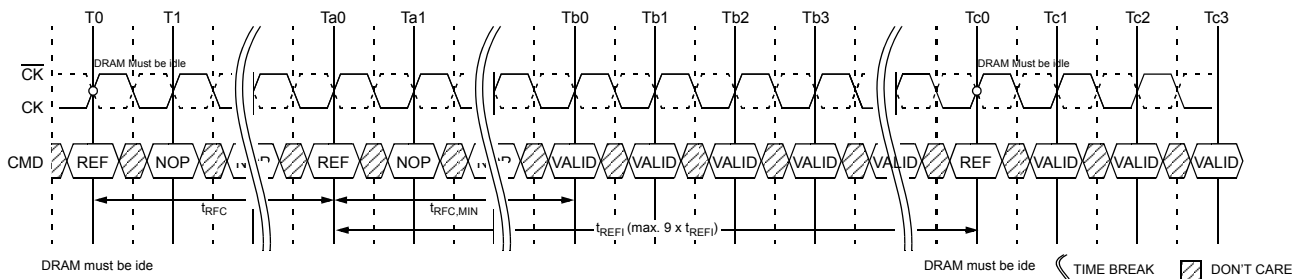 T0 T1 Ta0 Ta1 Tb0 Tb1 Tb2 Tb3 Tc0 Tc1 Tc2 Tc3
DRAM Must be idle DRAM Must be idle
CK
CK
CMD REF NOP REF NOP VALID VALID VALID VALID VALID REF VALID VALID VALID
tRFC tRFC,MIN
tREFI (max. 9 x tREFI)
DRAM must be ide DRAM must be ide TIME BREAK DON'T CARE